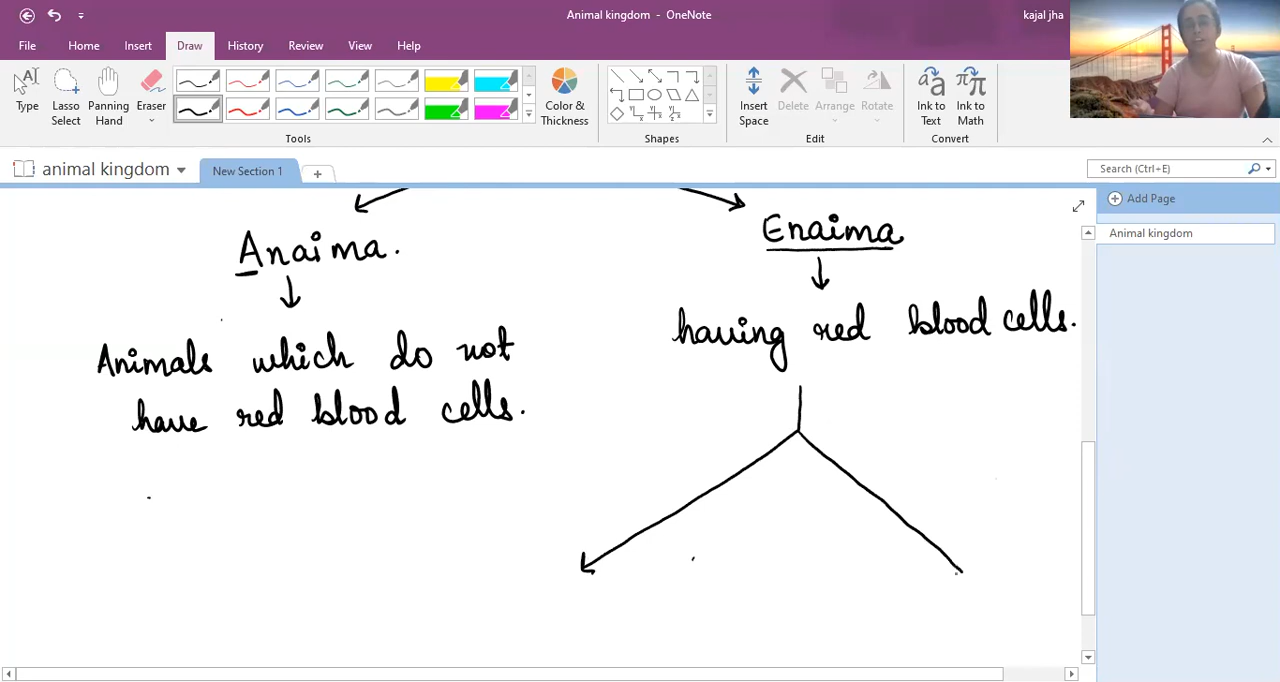 Animal kingdom - OneNote
kajal jha
File Home Insert Draw History Review View Help
Type
Lasso Select
Panning Hand
Eraser
Color & Thickness
Insert Space
Delete
Arrange
Rotate
Ink to Text
Ink to Math
Tools
Shapes
Edit
Convert
animal kingdom
New Section 1
Search (Ctrl+E)
Add Page
Animal kingdom
Anaima.
Enaima
Animals which do not
have red blood cells.
having red blood cells.